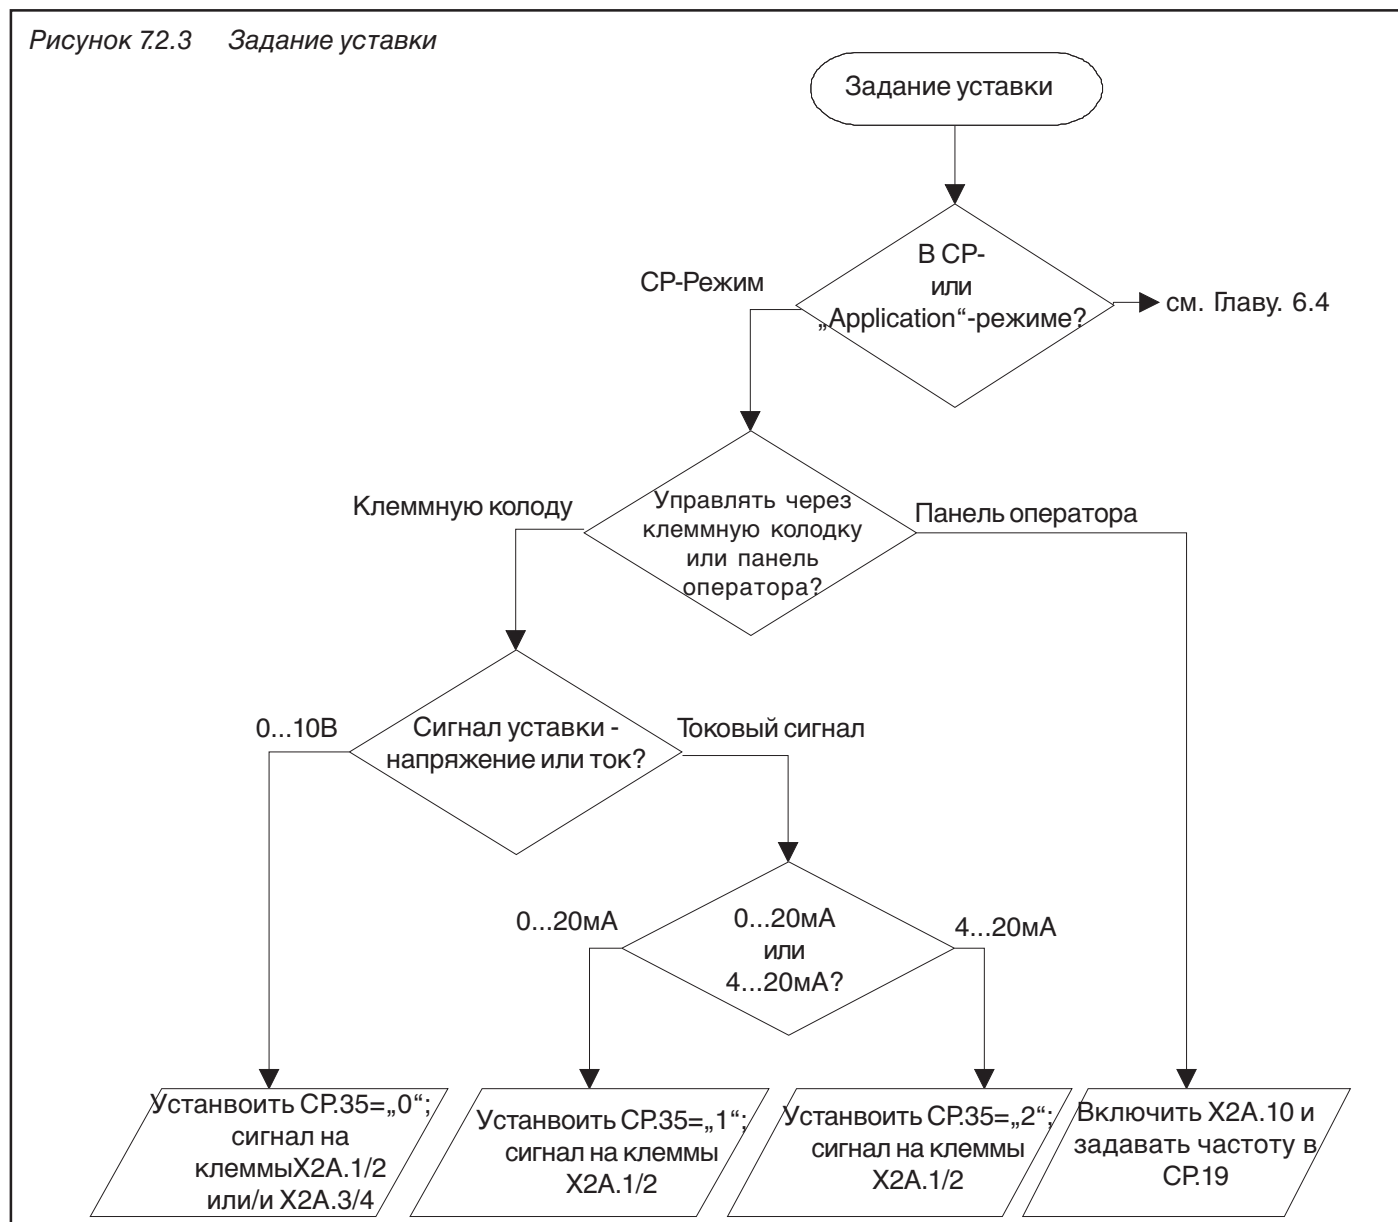 Рисунок 7.2.3 Задание уставки
Задание уставки
В CP-
или
„Application“-режиме?
CP-Режим
см. Главу. 6.4
Управлять через
клеммную колодку
или панель
оператора?
Клеммную колоду
Панель оператора
Сигнал уставки -
напряжение или ток?
0...10В
Токовый сигнал
0...20мА
или
4...20мА?
0...20мА
4...20мА
Устанвоить CP.35=„0“;
сигнал на
клеммыX2A.1/2
или/и X2A.3/4
Устанвоить CP.35=„1“;
сигнал на клеммы
X2A.1/2
Устанвоить CP.35=„2“;
сигнал на клеммы
X2A.1/2
Включить X2A.10 и
задавать частоту в
CP.19